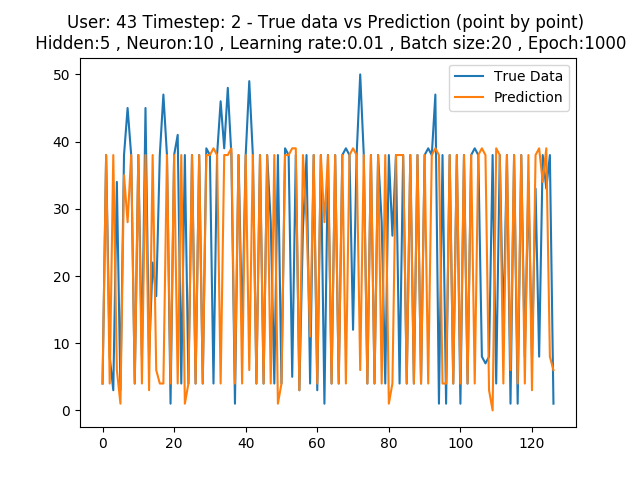 User: 43 Timestep: 2 - True data vs Prediction (point by point)
Hidden:5 , Neuron:10 , Learning rate:0.01 , Batch size:20 , Epoch:1000
True Data
Prediction
50
40
30
20
10
0
0 20 40 60 80 100 120